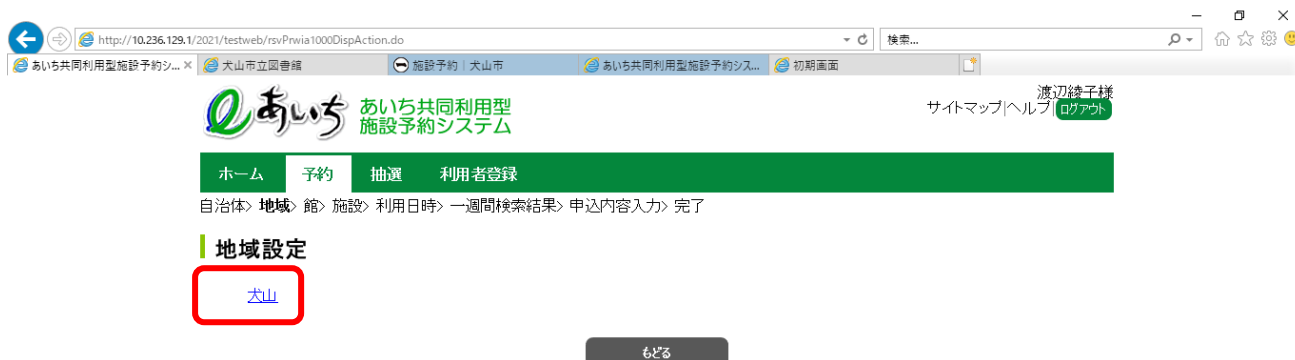 http://10.236.129.1/2021/testweb/rsvPrwia1000DispAction.do
検索...
あいち共同利用型施設予約シ...
犬山市立図書館
施設予約 | 犬山市
あいち共同利用型施設予約シス...
初期画面
あいち
あいち共同利用型
施設予約システム
渡辺綾子様
サイトマップ|ヘルプ|ログアウト
ホーム 予約 抽選 利用者登録
自治体> 地域> 館> 施設> 利用日時> 一週間検索結果> 申込内容入力> 完了
地域設定
犬山
もどる